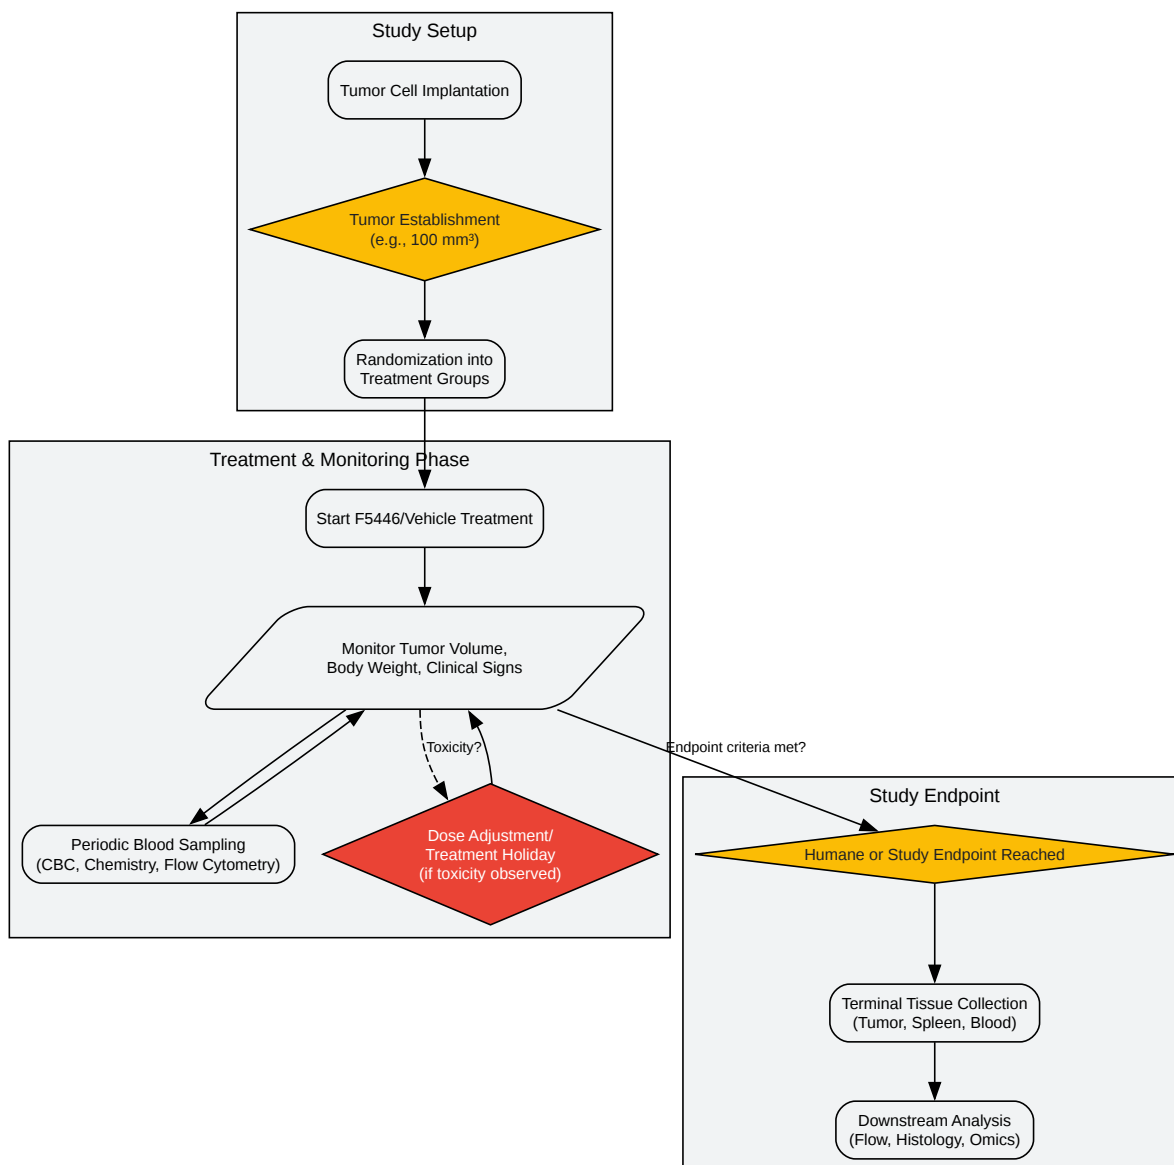 Study Setup
Tumor Cell Implantation
Tumor Establishment
(e.g., 100 mm³)
Randomization into
Treatment Groups
Treatment & Monitoring Phase
Start F5446/Vehicle Treatment
Monitor Tumor Volume,
Body Weight, Clinical Signs
Toxicity?
Endpoint criteria met?
Periodic Blood Sampling
(CBC, Chemistry, Flow Cytometry)
Dose Adjustment/
Treatment Holiday
(if toxicity observed)
Study Endpoint
Humane or Study Endpoint Reached
Terminal Tissue Collection
(Tumor, Spleen, Blood)
Downstream Analysis
(Flow, Histology, Omics)